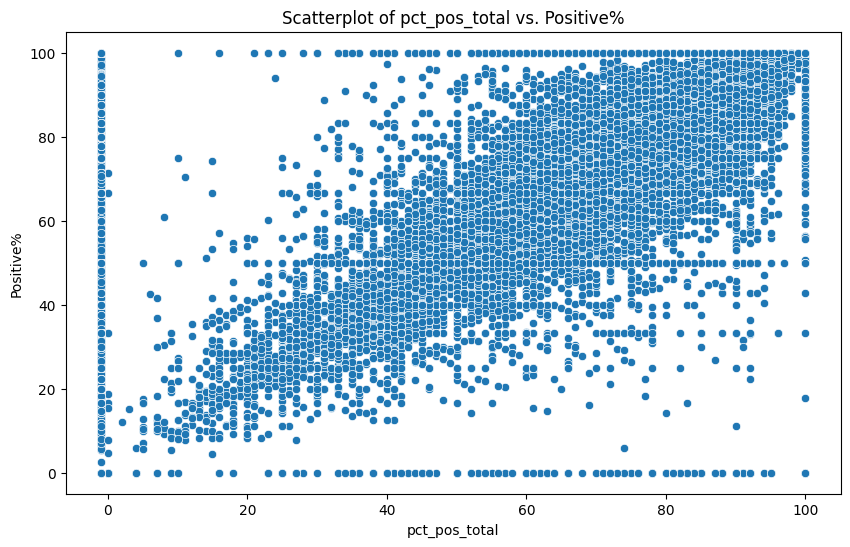 Scatterplot of pct_pos_total vs. Positive%
100
80
60
40
20
0
Positive%
0 20 40 60 80 100
pct_pos_total